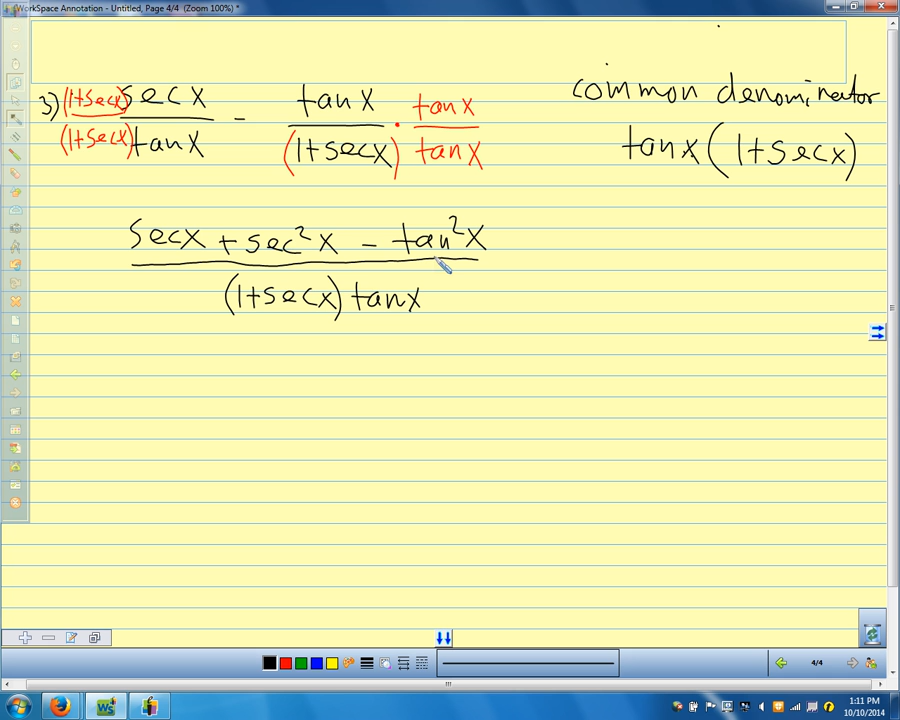 WorkSpace Annotation - Untitled, Page 4/4 (Zoom 100%) *
common denominator
3) (1+secx) secx / (1+secx) tanx - tanx / (1+secx) · tanx / tanx
tanx (1+secx)
secx + sec²x - tan²x
(1+secx) tanx
4/4
1:11 PM
10/10/2014